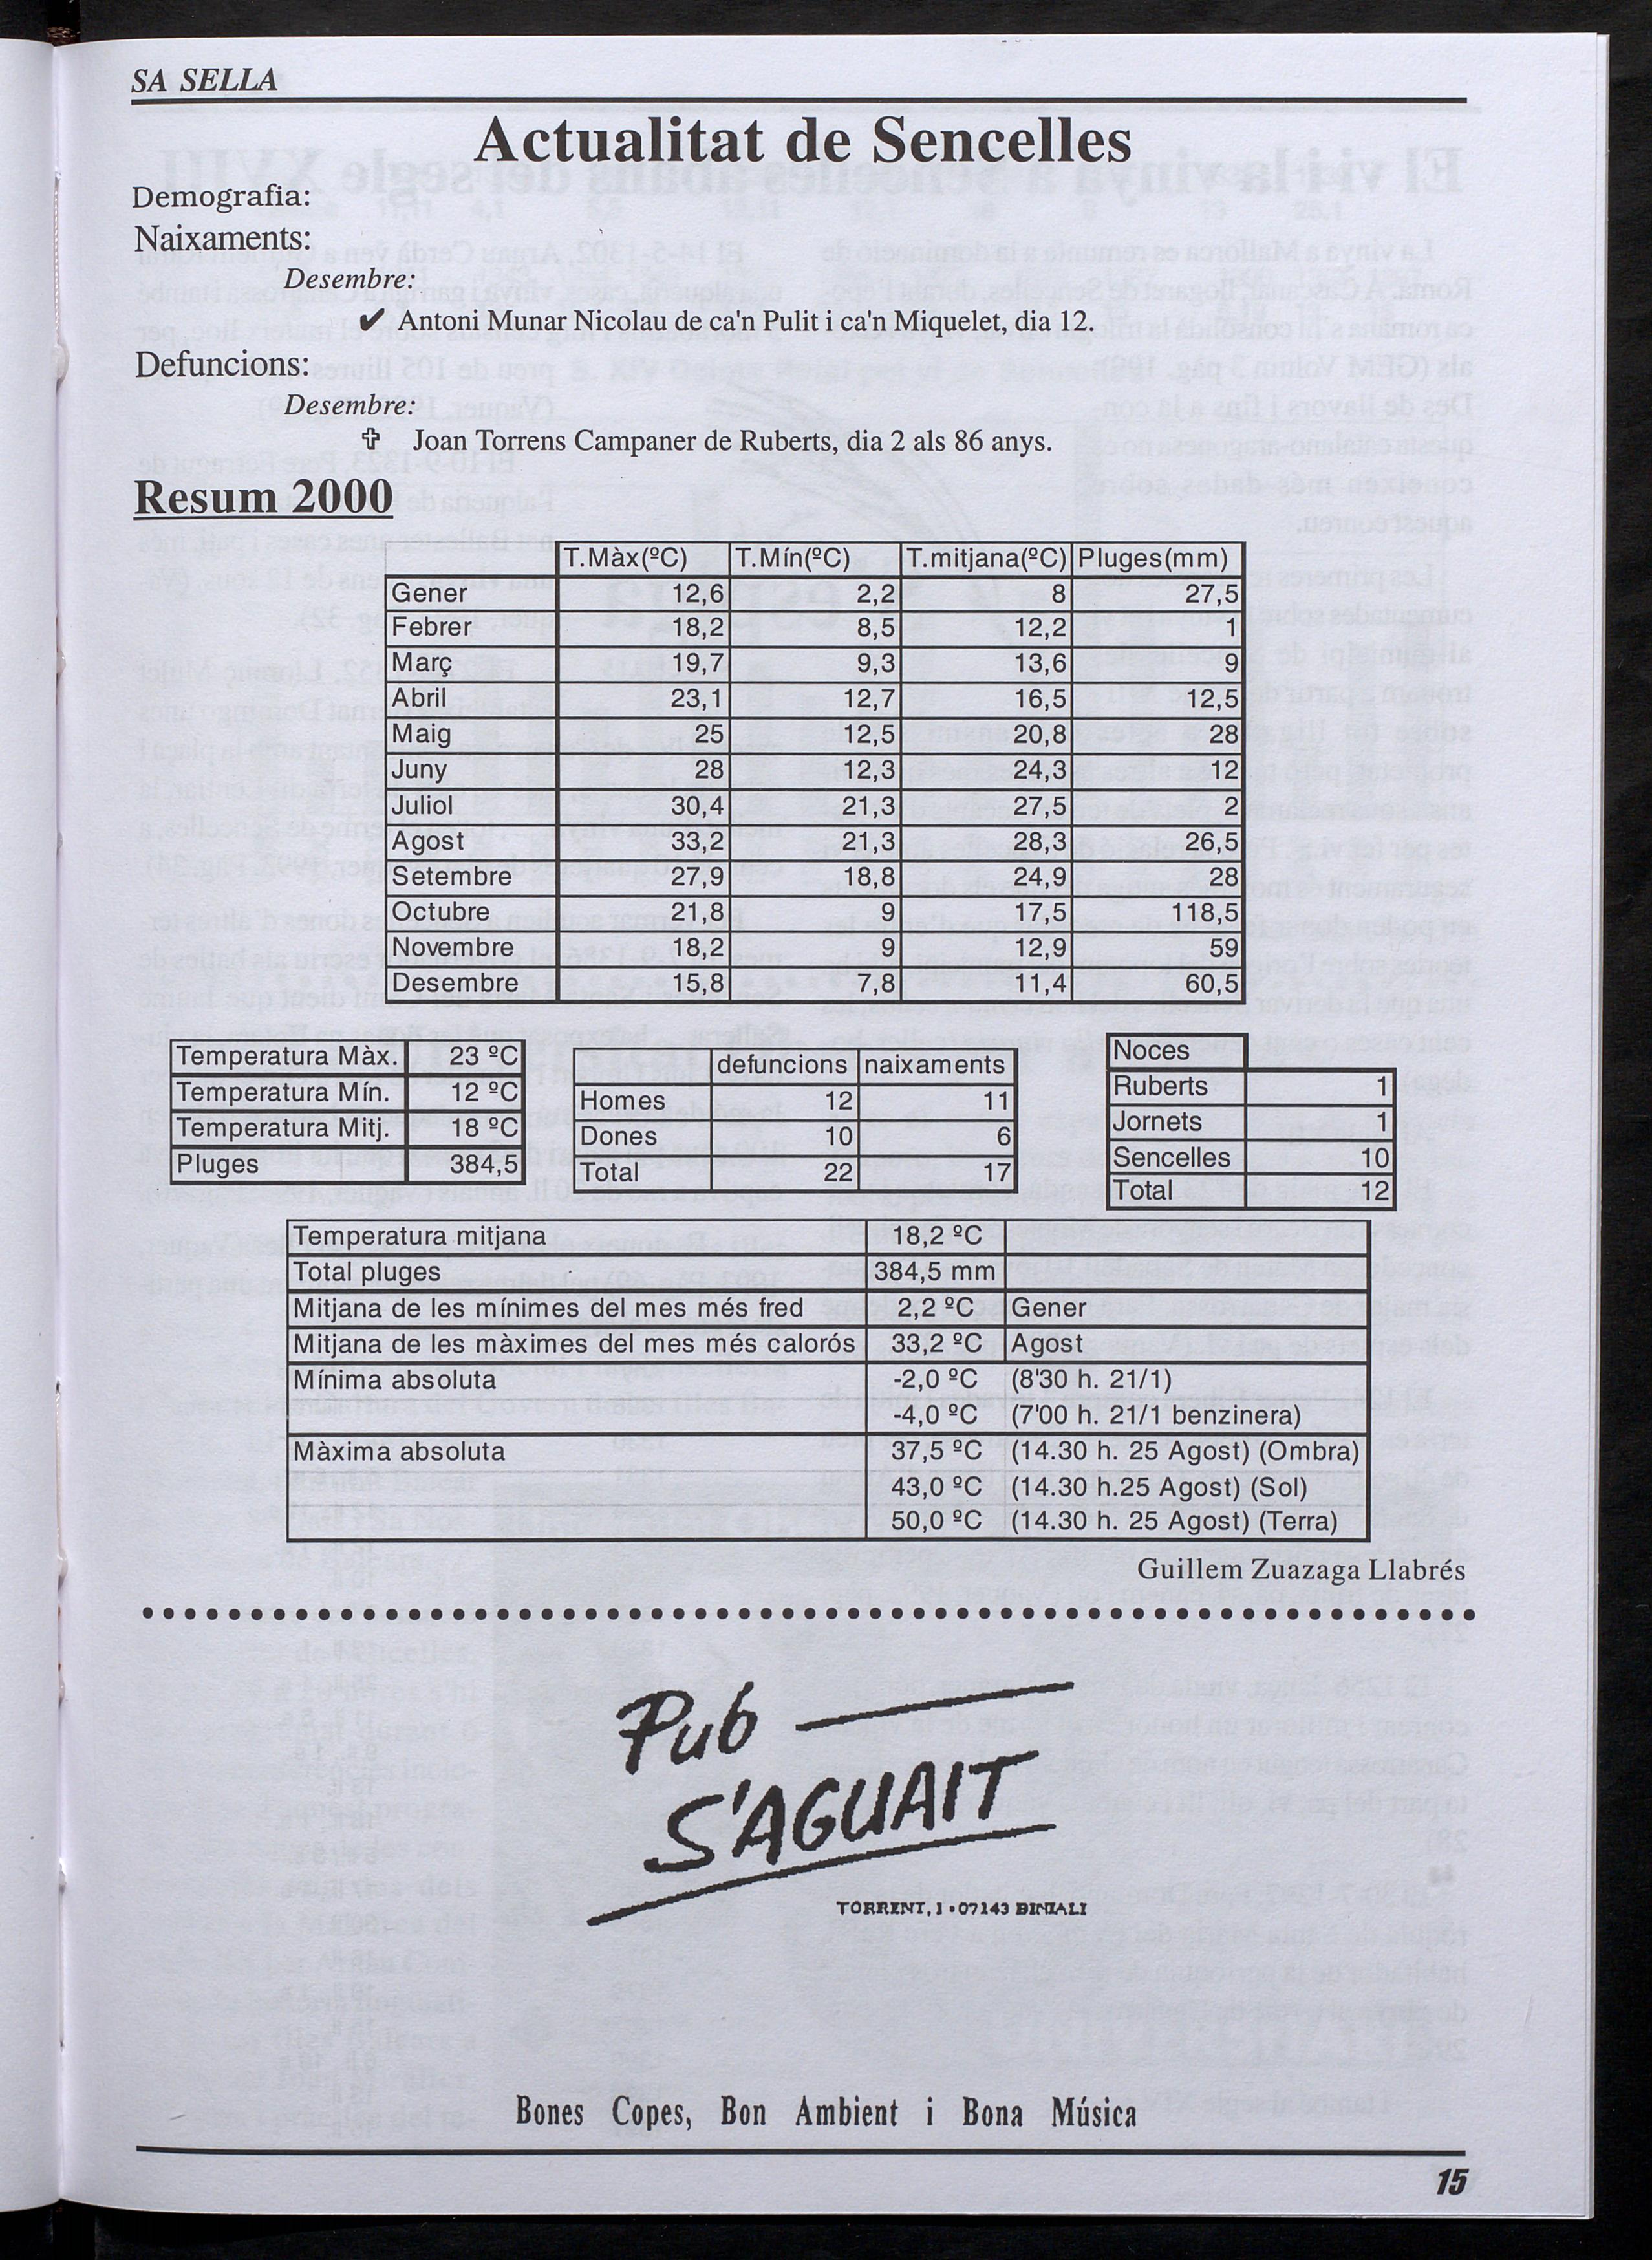 SA SELLA
Actualitat de Sencelles
Demografia:
Naixaments:
Desembre:
✔ Antoni Munar Nicolau de ca'n Pulit i ca'n Miquelet, dia 12.
Defuncions:
Desembre:
✞ Joan Torrens Campaner de Ruberts, dia 2 als 86 anys.
Resum 2000
T.Màx(ºC) T.Mín(ºC) T.mitjana(ºC) Pluges(mm)
Gener 12,6 2,2 8 27,5
Febrer 18,2 8,5 12,2 1
Març 19,7 9,3 13,6 9
Abril 23,1 12,7 16,5 12,5
Maig 25 12,5 20,8 28
Juny 28 12,3 24,3 12
Juliol 30,4 21,3 27,5 2
Agost 33,2 21,3 28,3 26,5
Setembre 27,9 18,8 24,9 28
Octubre 21,8 9 17,5 118,5
Novembre 18,2 9 12,9 59
Desembre 15,8 7,8 11,4 60,5
Temperatura Màx. 23 ºC
Temperatura Mín. 12 ºC
Temperatura Mitj. 18 ºC
Pluges 384,5
defuncions naixaments
Homes 12 11
Dones 10 6
Total 22 17
Noces
Ruberts 1
Jornets 1
Sencelles 10
Total 12
Temperatura mitjana 18,2 ºC
Total pluges 384,5 mm
Mitjana de les mínimes del mes més fred 2,2 ºC Gener
Mitjana de les màximes del mes més calorós 33,2 ºC Agost
Mínima absoluta -2,0 ºC (8'30 h. 21/1)
-4,0 ºC (7'00 h. 21/1 benzinera)
Màxima absoluta 37,5 ºC (14.30 h. 25 Agost) (Ombra)
43,0 ºC (14.30 h.25 Agost) (Sol)
50,0 ºC (14.30 h. 25 Agost) (Terra)
Guillem Zuazaga Llabrés
Pub
S'AGUAIT
TORRENT, 1 • 07143 BINIALI
Bones Copes, Bon Ambient i Bona Música
15